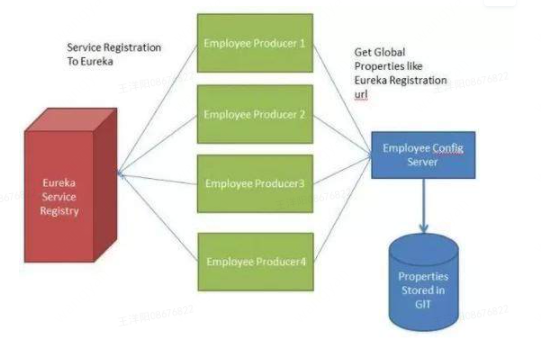 Service Registration
To Eureka
Employee Producer 1
Get Global
Properties like
Eureka Registration
url
Employee Producer 2
Employee Config
Server
Eureka
Service
Registry
Employee Producer3
Employee Producer4
Properties
Stored in
GIT